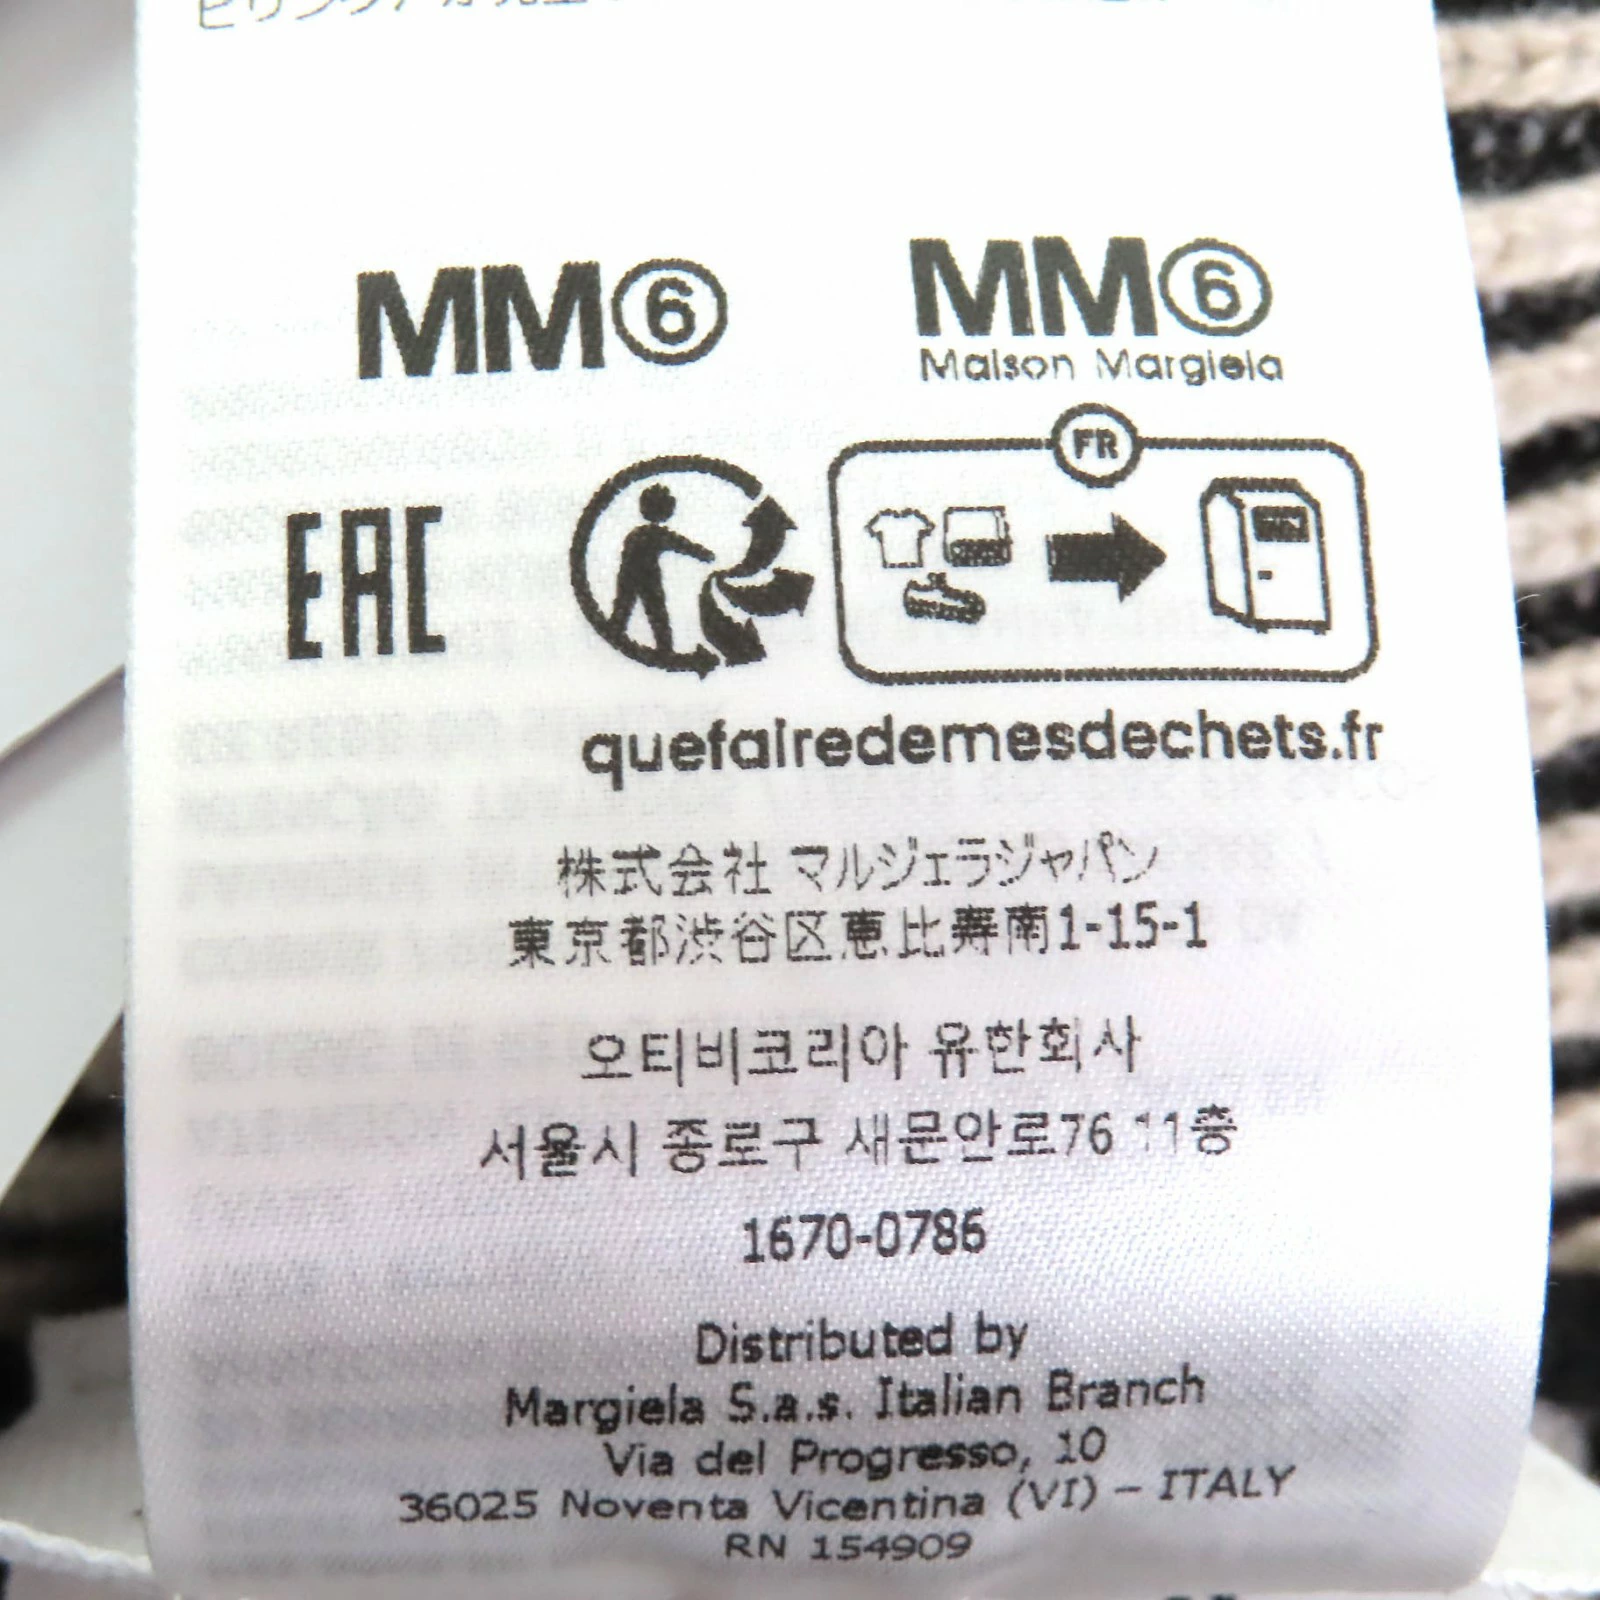 MM⑥
MM⑥
Maison Margiela
EAC
FR
quefairedemesdechets.fr
株式会社 マルジェラジャパン
東京都渋谷区恵比寿南1-15-1
오티비코리아 유한회사
서울시 종로구 새문안로76 11층
1670-0786
Distributed by
Margiela S.a.s. Italian Branch
Via del Progresso, 10
36025 Noventa Vicentina (VI) - ITALY
RN 154909